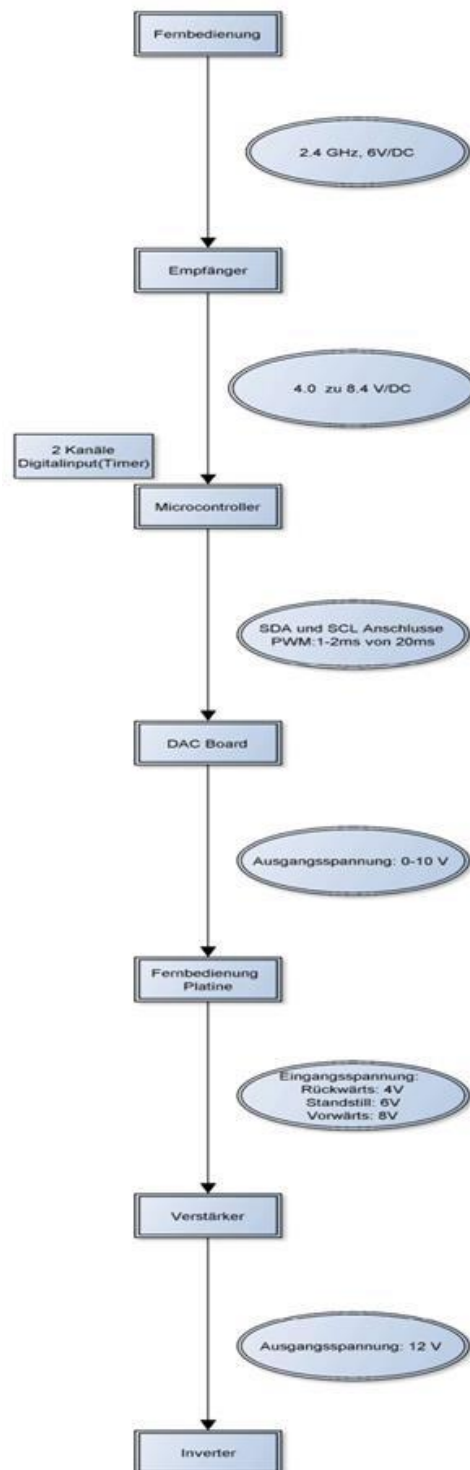 Fernbedienung
2.4 GHz, 6V/DC
Empfänger
4.0 zu 8.4 V/DC
2 Kanäle
Digitalinput(Timer)
Microcontroller
SDA und SCL Anschlusse
PWM:1-2ms von 20ms
DAC Board
Ausgangsspannung: 0-10 V
Fernbedienung
Platine
Eingangsspannung:
Rückwärts: 4V
Standstill: 6V
Vorwärts: 8V
Verstärker
Ausgangsspannung: 12 V
Inverter